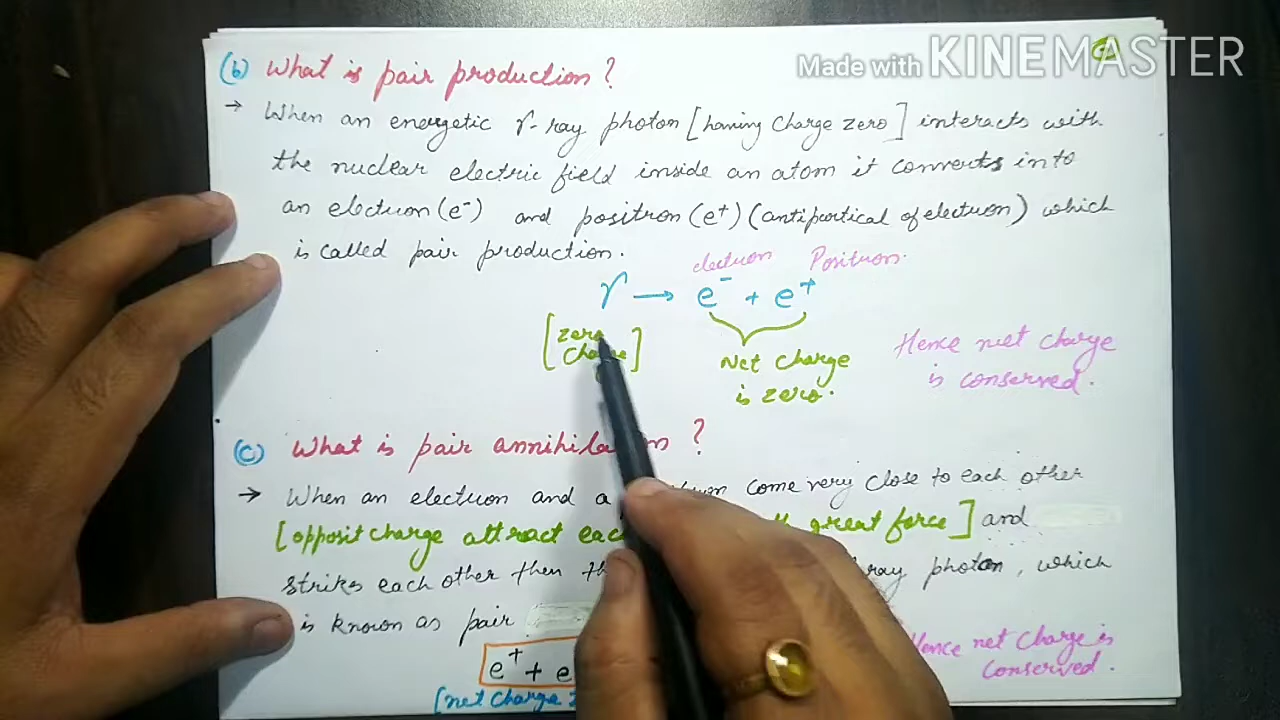 Made with KINEMASTER
(b) What is pair production?
→ When an energetic γ-ray photon [having charge zero] interacts with
the nuclear electric field inside an atom it converts into
an electron (e⁻) and positron (e⁺) (antipartical of electron) which
is called pair production.
electron Positron.
γ → e⁻ + e⁺
[zero
Charge]
Net Charge
is zero.
Hence net charge
is conserved.
(c) What is pair annihilation ?
→ When an electron and a come very close to each other
[opposit charge attract great force] and
strikes each other then ray photon, which
is known as pair
e⁺ + e
[net Charge
Hence net charge is
conserved.